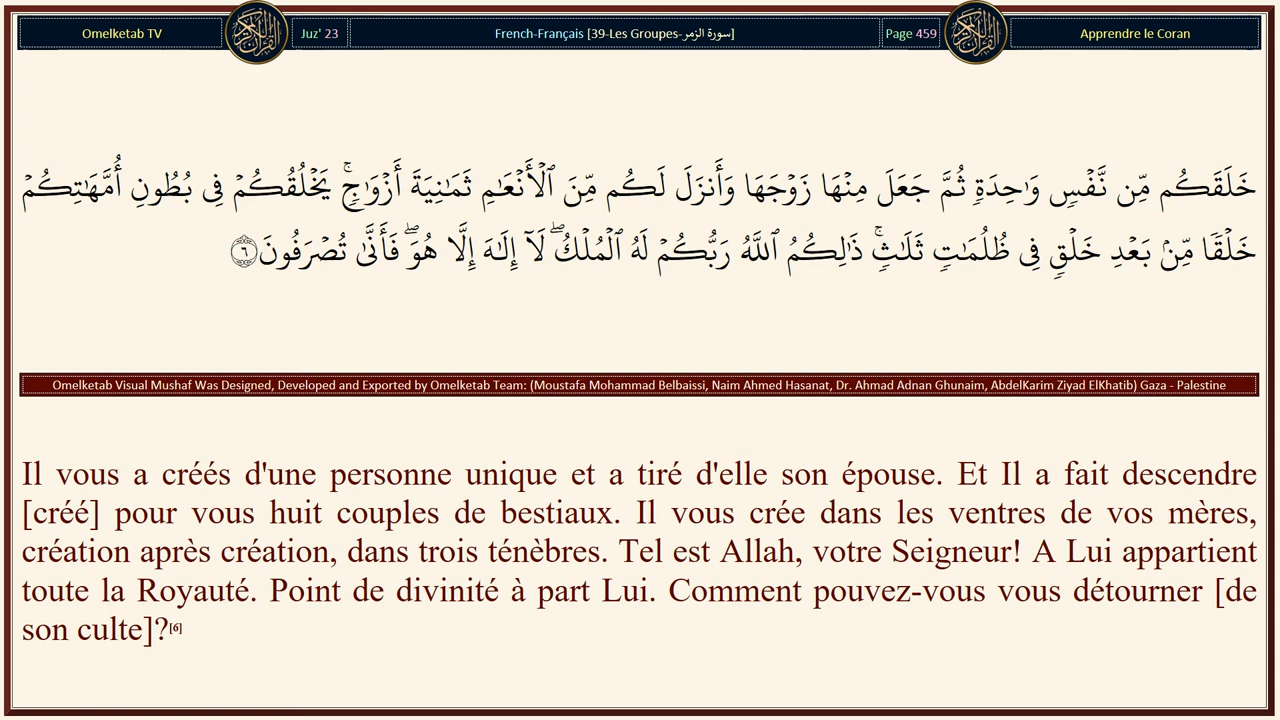 Omelketab TV
Juz' 23
French-Français [39-Les Groupes-سورة الزمر]
Page 459
Apprendre le Coran
خَلَقَكُم مِّن نَّفْسٍۢ وَٰحِدَةٍۢ ثُمَّ جَعَلَ مِنْهَا زَوْجَهَا وَأَنزَلَ لَكُم مِّنَ ٱلْأَنْعَٰمِ ثَمَٰنِيَةَ أَزْوَٰجٍۢ ۚ يَخْلُقُكُمْ فِى بُطُونِ أُمَّهَٰتِكُمْ
خَلْقًۭا مِّنۢ بَعْدِ خَلْقٍۢ فِى ظُلُمَٰتٍۢ ثَلَٰثٍۢ ۚ ذَٰلِكُمُ ٱللَّهُ رَبُّكُمْ لَهُ ٱلْمُلْكُ ۖ لَآ إِلَٰهَ إِلَّا هُوَ ۖ فَأَنَّىٰ تُصْرَفُونَ ٦
Omelketab Visual Mushaf Was Designed, Developed and Exported by Omelketab Team: (Moustafa Mohammad Belbaissi, Naim Ahmed Hasanat, Dr. Ahmad Adnan Ghunaim, AbdelKarim Ziyad ElKhatib) Gaza - Palestine
Il vous a créés d'une personne unique et a tiré d'elle son épouse. Et Il a fait descendre
[créé] pour vous huit couples de bestiaux. Il vous crée dans les ventres de vos mères,
création après création, dans trois ténèbres. Tel est Allah, votre Seigneur! A Lui appartient
toute la Royauté. Point de divinité à part Lui. Comment pouvez-vous vous détourner [de
son culte]?[6]